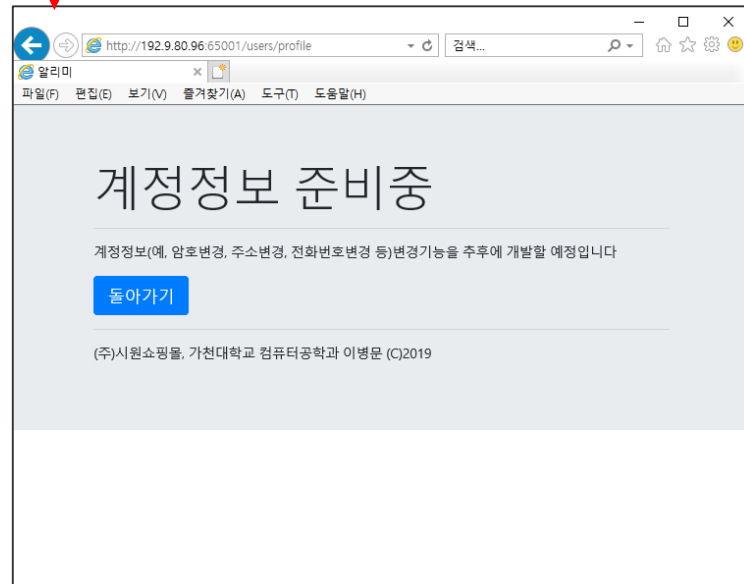 http://192.9.80.96:65001/users/profile
검색...
알리미
파일(F) 편집(E) 보기(V) 즐겨찾기(A) 도구(T) 도움말(H)
계정정보 준비중
계정정보(예, 암호변경, 주소변경, 전화번호변경 등)변경기능을 추후에 개발할 예정입니다
돌아가기
(주)시원쇼핑몰, 가천대학교 컴퓨터공학과 이병문 (C)2019